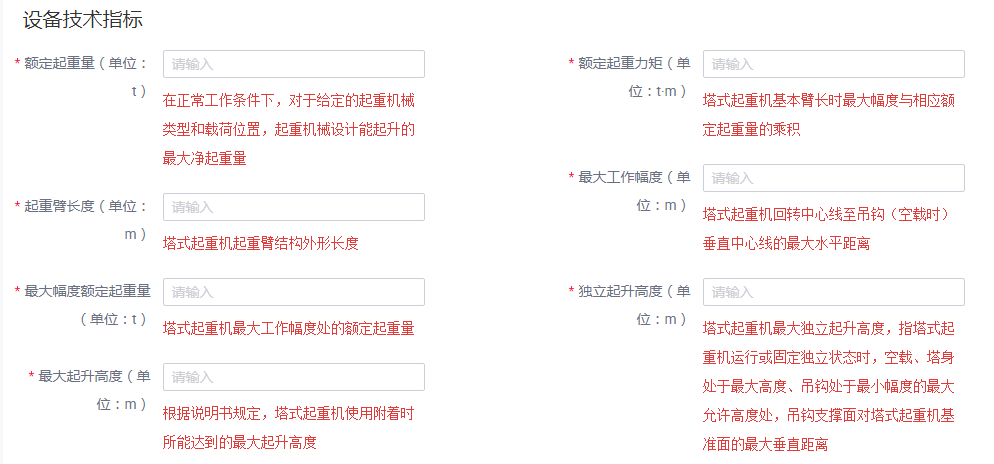 设备技术指标
* 额定起重量（单位：
t）
请输入
在正常工作条件下，对于给定的起重机械
类型和载荷位置，起重机械设计能起升的
最大净起重量
* 额定起重力矩（单
位：t·m）
请输入
塔式起重机基本臂长时最大幅度与相应额
定起重量的乘积
* 起重臂长度（单位：
m）
请输入
塔式起重机起重臂结构外形长度
* 最大工作幅度（单
位：m）
请输入
塔式起重机回转中心线至吊钩（空载时）
垂直中心线的最大水平距离
* 最大幅度额定起重量
（单位：t）
请输入
塔式起重机最大工作幅度处的额定起重量
* 独立起升高度（单
位：m）
请输入
塔式起重机最大独立起升高度，指塔式起
重机运行或固定独立状态时，空载、塔身
处于最大高度、吊钩处于最小幅度的最大
允许高度处，吊钩支撑面对塔式起重机基
准面的最大垂直距离
* 最大起升高度（单
位：m）
请输入
根据说明书规定，塔式起重机使用附着时
所能达到的最大起升高度